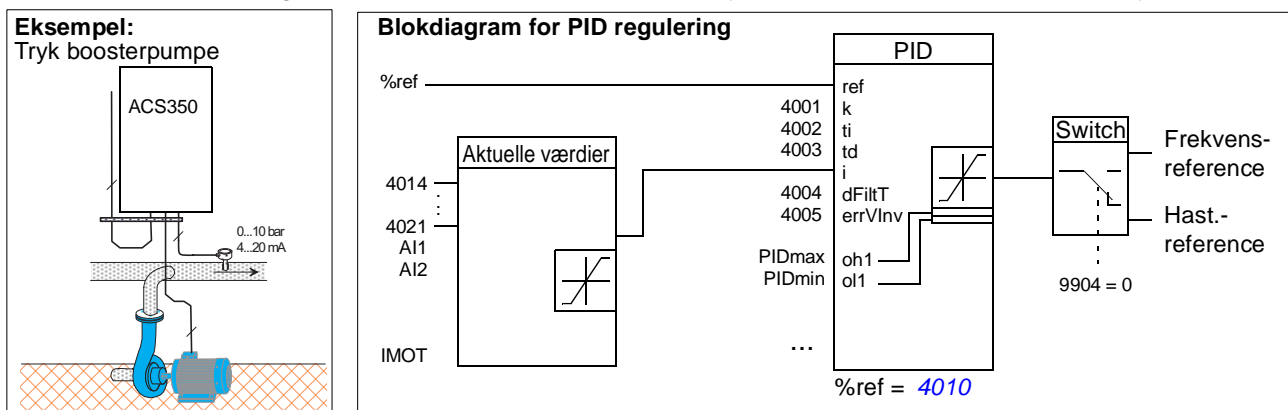 Eksempel:
Tryk boosterpumpe
ACS350
0...10 bar
4...20 mA
Blokdiagram for PID regulering
%ref
Aktuelle værdier
4014
4021
AI1
AI2
IMOT
PID
ref
4001 k
4002 ti
4003 td
i
4004 dFiltT
4005 errVInv
PIDmax oh1
PIDmin ol1
...
%ref = 4010
Switch
9904 = 0
Frekvens-
reference
Hast.-
reference